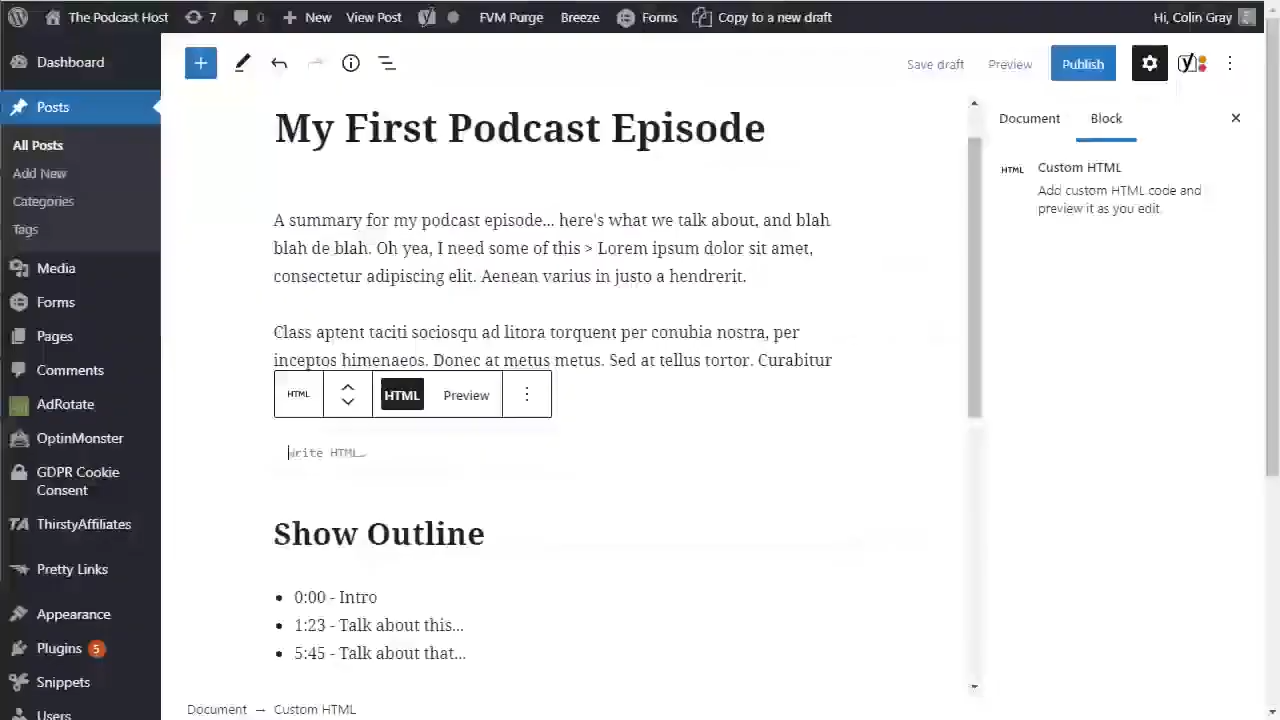 The Podcast Host
7
0
New
View Post
FVM Purge
Breeze
Forms
Copy to a new draft
Hi, Colin Gray
Dashboard
Posts
All Posts
Add New
Categories
Tags
Media
Forms
Pages
Comments
AdRotate
OptinMonster
GDPR Cookie
Consent
ThirstyAffiliates
Pretty Links
Appearance
Plugins 5
Snippets
Users
Save draft
Preview
Publish
My First Podcast Episode
A summary for my podcast episode... here's what we talk about, and blah
blah de blah. Oh yea, I need some of this > Lorem ipsum dolor sit amet,
consectetur adipiscing elit. Aenean varius in justo a hendrerit.
Class aptent taciti sociosqu ad litora torquent per conubia nostra, per
inceptos himenaeos. Donec at metus metus. Sed at tellus tortor. Curabitur
HTML
HTML
Preview
Write HTML…
Show Outline
• 0:00 - Intro
• 1:23 - Talk about this...
• 5:45 - Talk about that...
Document → Custom HTML
Document
Block
HTML
Custom HTML
Add custom HTML code and
preview it as you edit.